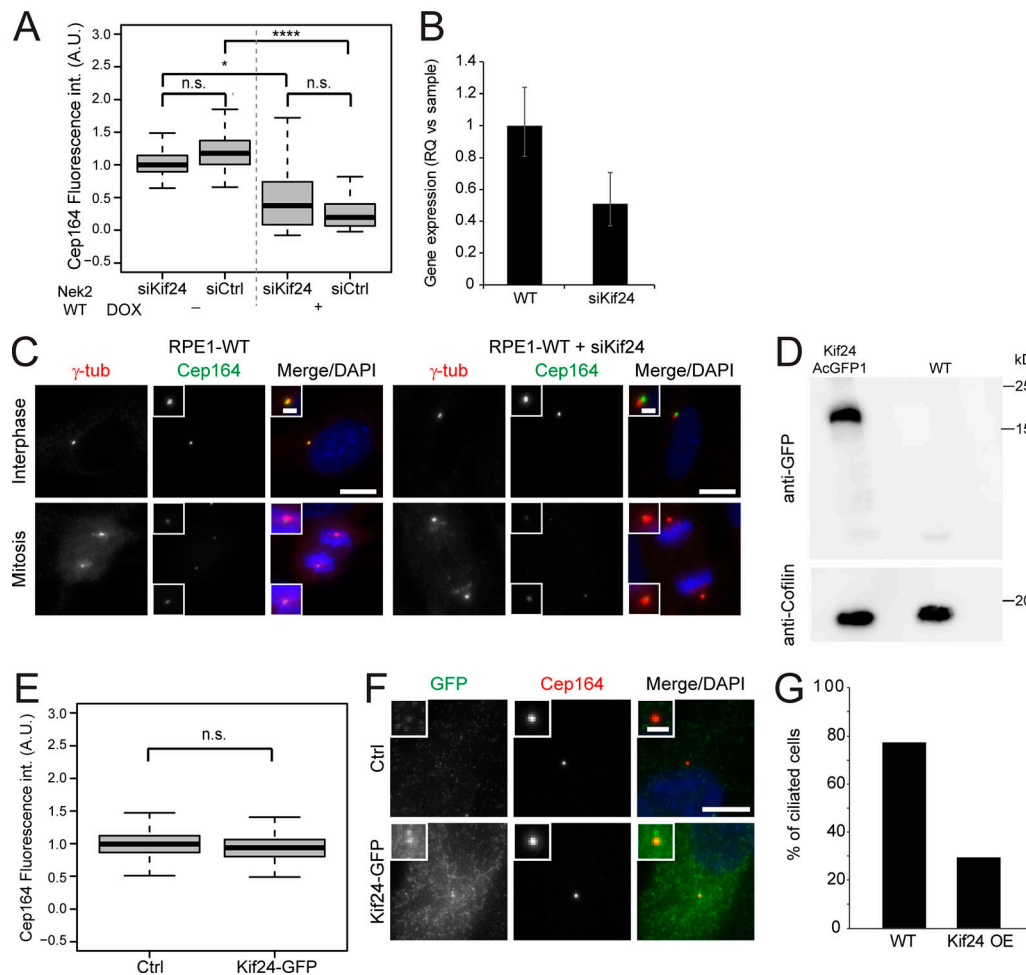 A
Cep164 Fluorescence int. (A.U.)
3.0
2.5
2.0
1.5
1.0
0.5
0.0
−0.5
****
*
n.s.
n.s.
siKif24 siCtrl siKif24 siCtrl
Nek2
WT DOX − +
B
Gene expression (RQ vs sample)
1.4
1.2
1
0.8
0.6
0.4
0.2
0
WT siKif24
C
RPE1-WT RPE1-WT + siKif24
γ-tub Cep164 Merge/DAPI γ-tub Cep164 Merge/DAPI
Interphase
Mitosis
D
Kif24
AcGFP1 WT
25
15
anti-GFP
20
anti-Cofilin
E
Cep164 Fluorescence int. (A.U.)
3.0
2.5
2.0
1.5
1.0
0.5
0.0
−0.5
n.s.
Ctrl Kif24-GFP
F
GFP Cep164 Merge/DAPI
Ctrl
Kif24-GFP
G
% of ciliated cells
100
80
60
40
20
0
WT Kif24 OE